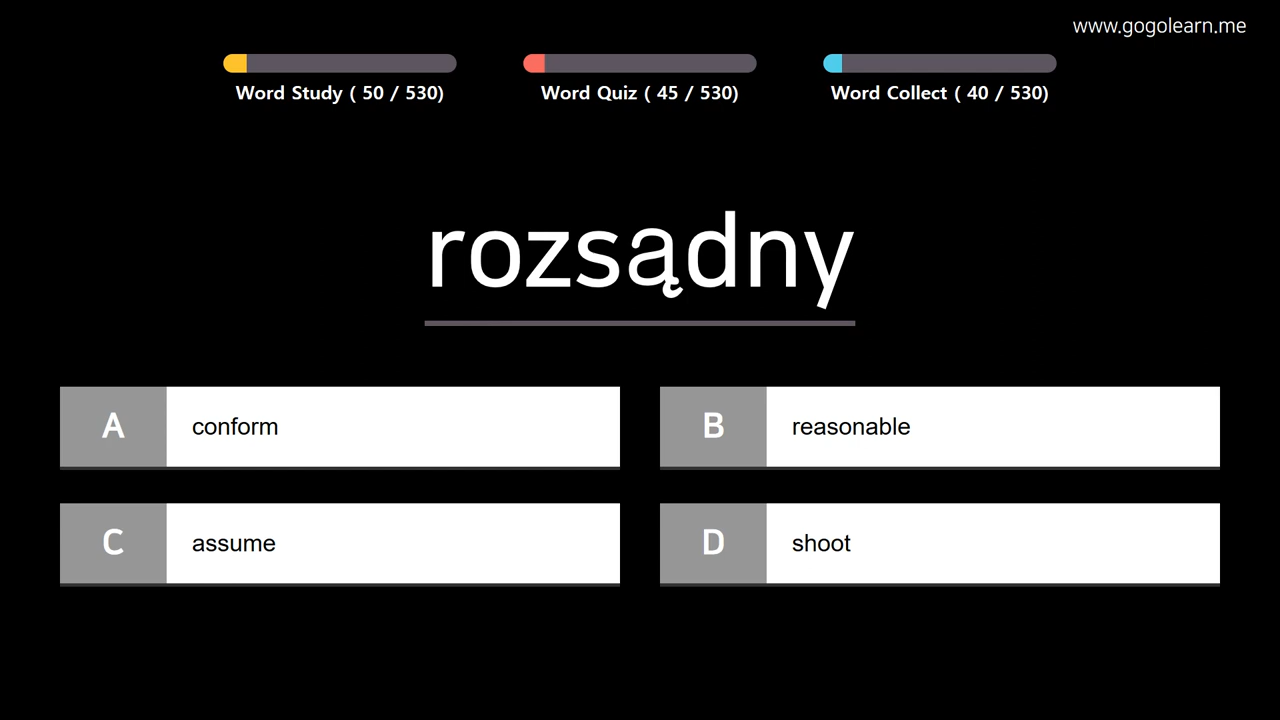 www.gogolearn.me
Word Study ( 50 / 530)
Word Quiz ( 45 / 530)
Word Collect ( 40 / 530)
rozsądny
A conform
B reasonable
C assume
D shoot